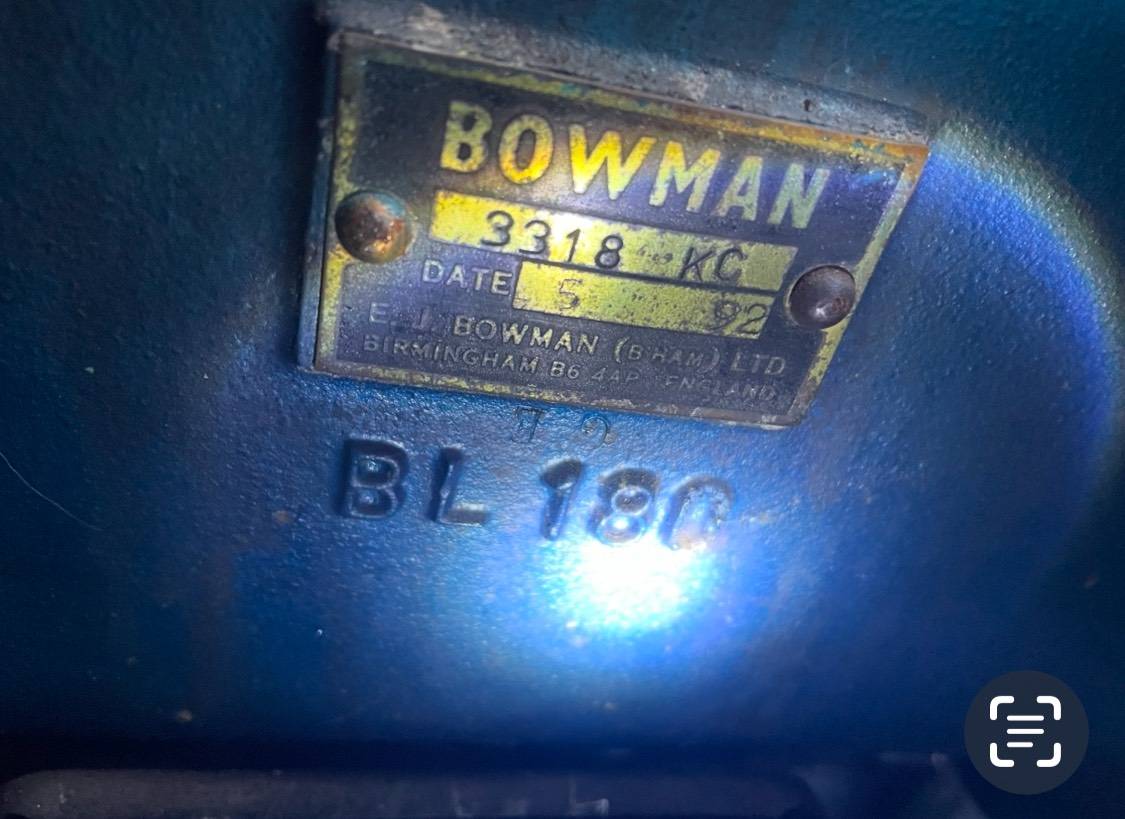 BOWMAN
3318 KC
DATE 5 92
E. J. BOWMAN (B'HAM) LTD
BIRMINGHAM B6 4AP ENGLAND
BL 180